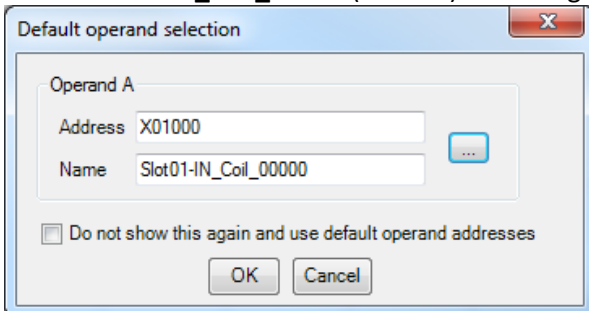 Default operand selection
Operand A
Address X01000
...
Name Slot01-IN_Coil_00000
Do not show this again and use default operand addresses
OK Cancel